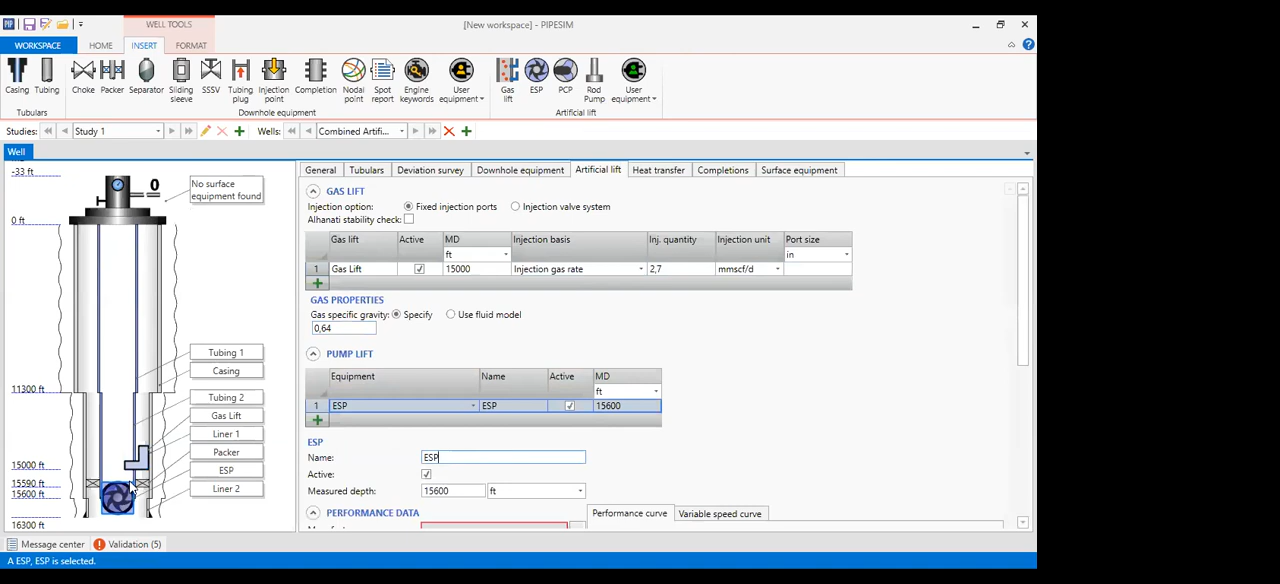 WELL TOOLS
[New workspace] - PIPESIM
WORKSPACE HOME INSERT FORMAT
Casing Tubing Choke Packer Separator Sliding sleeve SSSV Tubing plug Injection point Completion Nodal point Spot report Engine keywords User equipment Gas lift ESP PCP Rod Pump User equipment
Tubulars Downhole equipment Artificial lift
Studies: Study 1 Wells: Combined Artifi...
Well
General Tubulars Deviation survey Downhole equipment Artificial lift Heat transfer Completions Surface equipment
-33 ft
No surface equipment found
0 ft
11300 ft
15000 ft
15590 ft
15600 ft
16300 ft
Tubing 1
Casing
Tubing 2
Gas Lift
Liner 1
Packer
ESP
Liner 2
GAS LIFT
Injection option: Fixed injection ports Injection valve system
Alhanati stability check:
Gas lift Active MD Injection basis Inj. quantity Injection unit Port size
ft in
1 Gas Lift 15000 Injection gas rate 2,7 mmscf/d
GAS PROPERTIES
Gas specific gravity: Specify Use fluid model
0,64
PUMP LIFT
Equipment Name Active MD
ft
1 ESP ESP 15600
ESP
Name: ESP
Active:
Measured depth: 15600 ft
PERFORMANCE DATA Performance curve Variable speed curve
Message center Validation (5)
A ESP, ESP is selected.